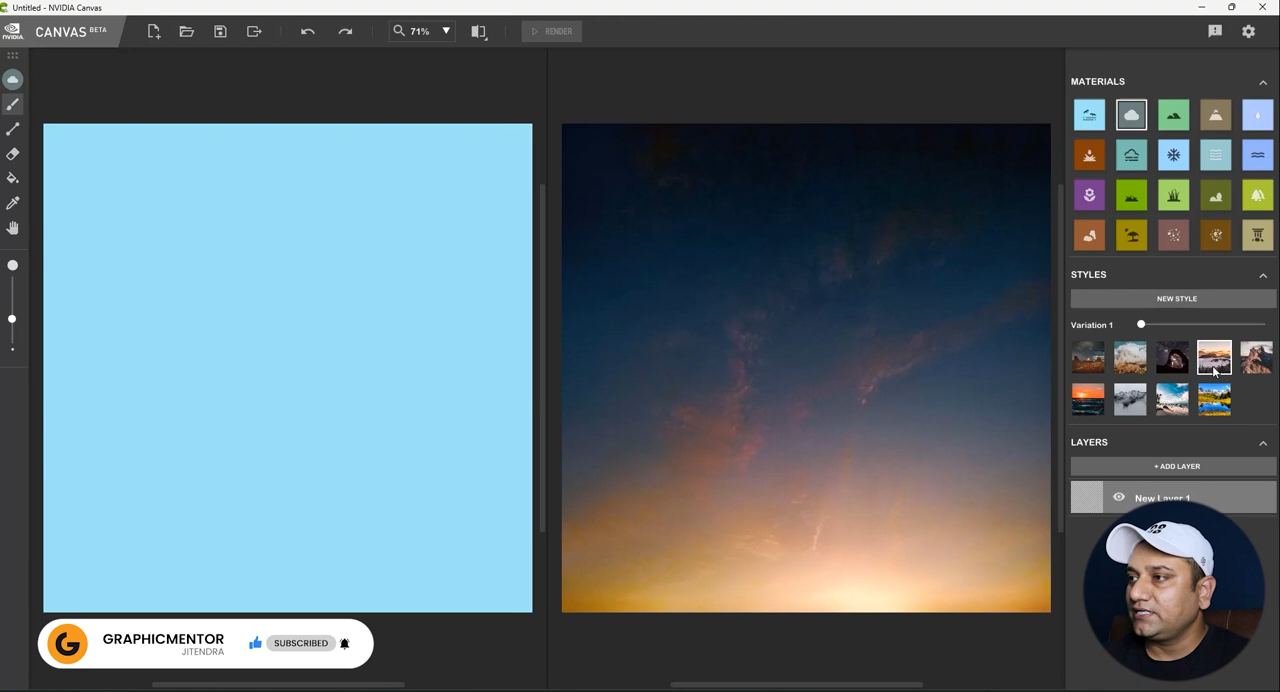 Untitled - NVIDIA Canvas
NVIDIA
CANVAS BETA
71%
RENDER
MATERIALS
STYLES
NEW STYLE
Variation 1
LAYERS
+ ADD LAYER
New Layer 1
GRAPHICMENTOR
JITENDRA
SUBSCRIBED